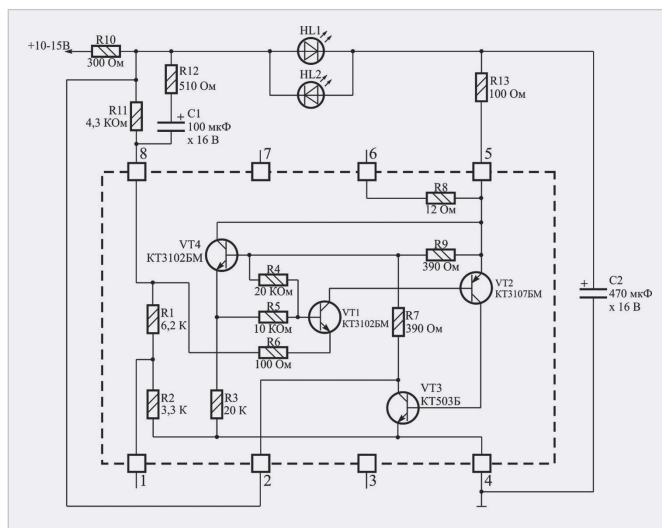 HL1
HL2
+10-15В
R10
300 Ом
R12
510 Ом
R11
4,3 КОм
C1
100 мкФ
х 16 В
R13
100 Ом
8
7
6
5
R8
12 Ом
VT4
КТ3102БМ
R9
390 Ом
R4
20 КОм
R5
10 КОм
R6
100 Ом
VT1
КТ3102БМ
R7
390 Ом
VT2
КТ3107БМ
C2
470 мкФ
х 16 В
R1
6,2 К
R2
3,3 К
R3
20 К
VT3
КТ503Б
1
2
3
4